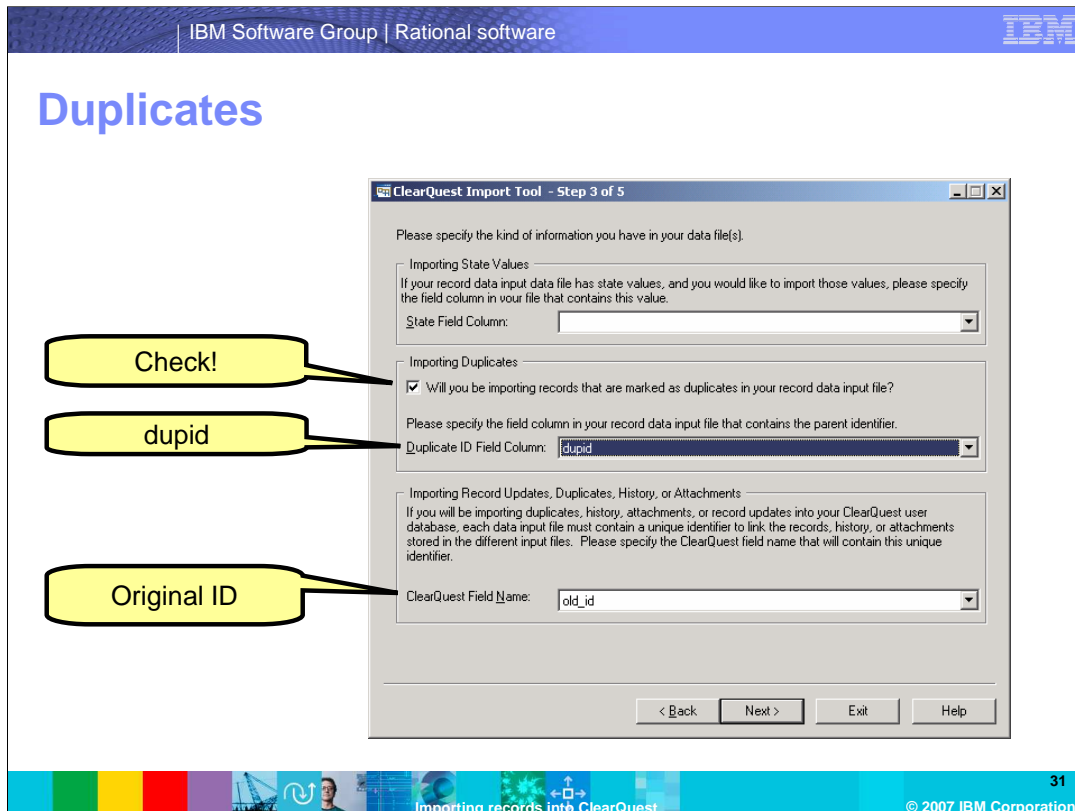 IBM Software Group | Rational software
IBM
Duplicates
ClearQuest Import Tool - Step 3 of 5
Please specify the kind of information you have in your data file(s).
Importing State Values
If your record data input data file has state values, and you would like to import those values, please specify
the field column in your file that contains this value.
State Field Column:
Check!
Importing Duplicates
Will you be importing records that are marked as duplicates in your record data input file?
Please specify the field column in your record data input file that contains the parent identifier.
dupid
Duplicate ID Field Column: dupid
Importing Record Updates, Duplicates, History, or Attachments
If you will be importing duplicates, history, attachments, or record updates into your ClearQuest user
database, each data input file must contain a unique identifier to link the records, history, or attachments
stored in the different input files. Please specify the ClearQuest field name that will contain this unique
identifier.
Original ID
ClearQuest Field Name: old_id
< Back Next > Exit Help
31
Importing records into ClearQuest
© 2007 IBM Corporation